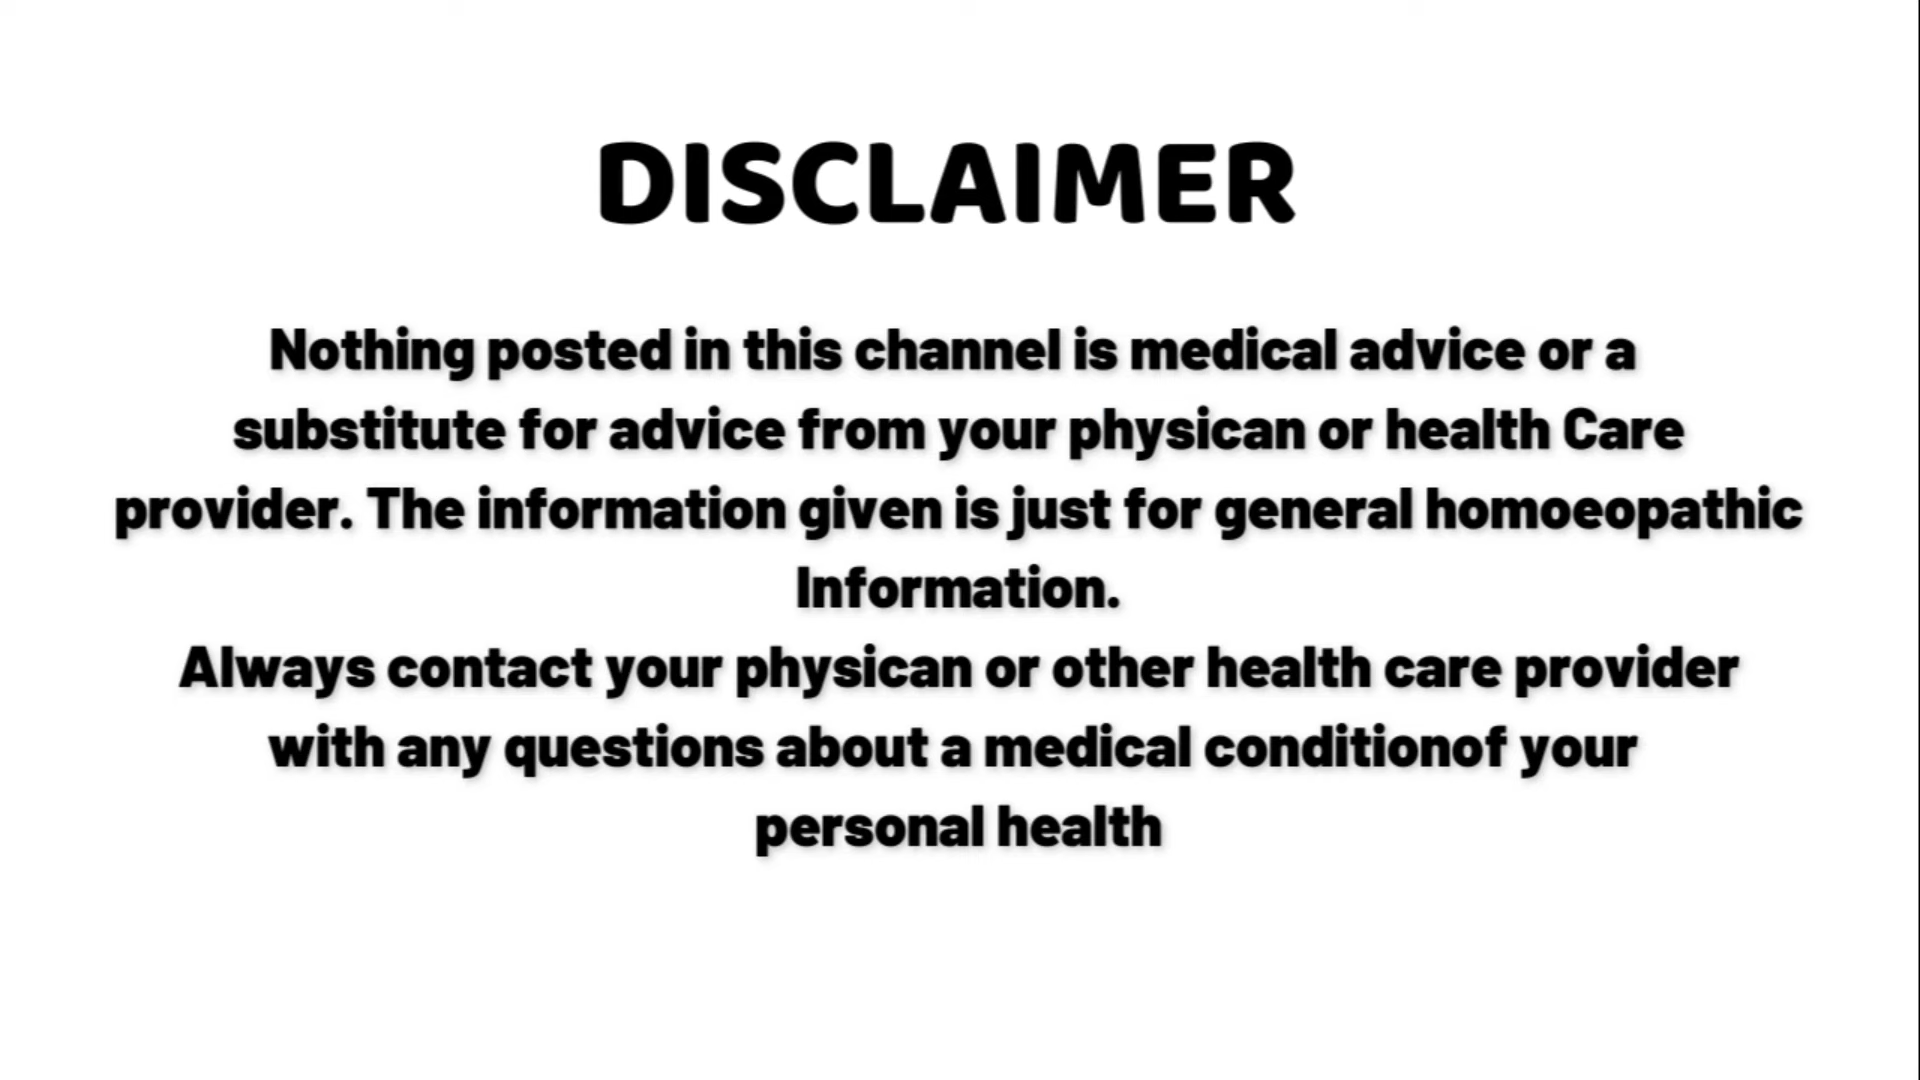 DISCLAIMER
Nothing posted in this channel is medical advice or a
substitute for advice from your physican or health Care
provider. The information given is just for general homoeopathic
Information.
Always contact your physican or other health care provider
with any questions about a medical conditionof your
personal health